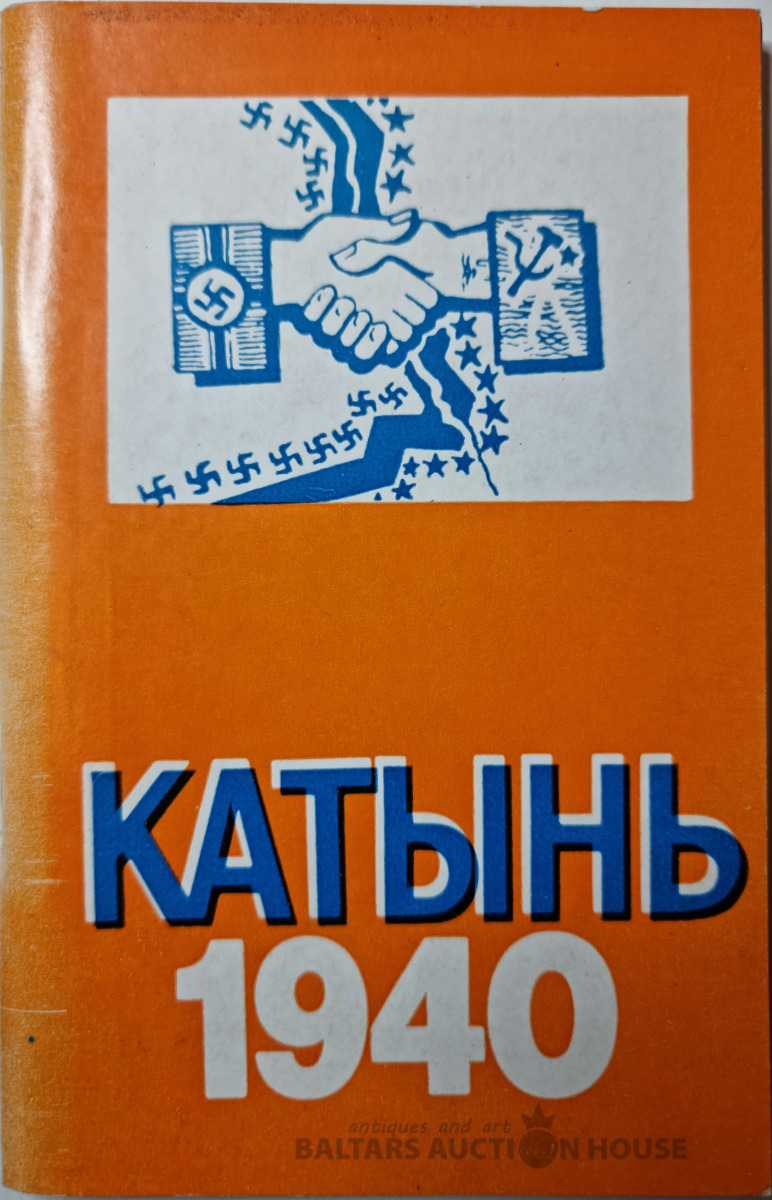 КАТЫНЬ
1940
antiques and art
BALTARS AUCTION HOUSE